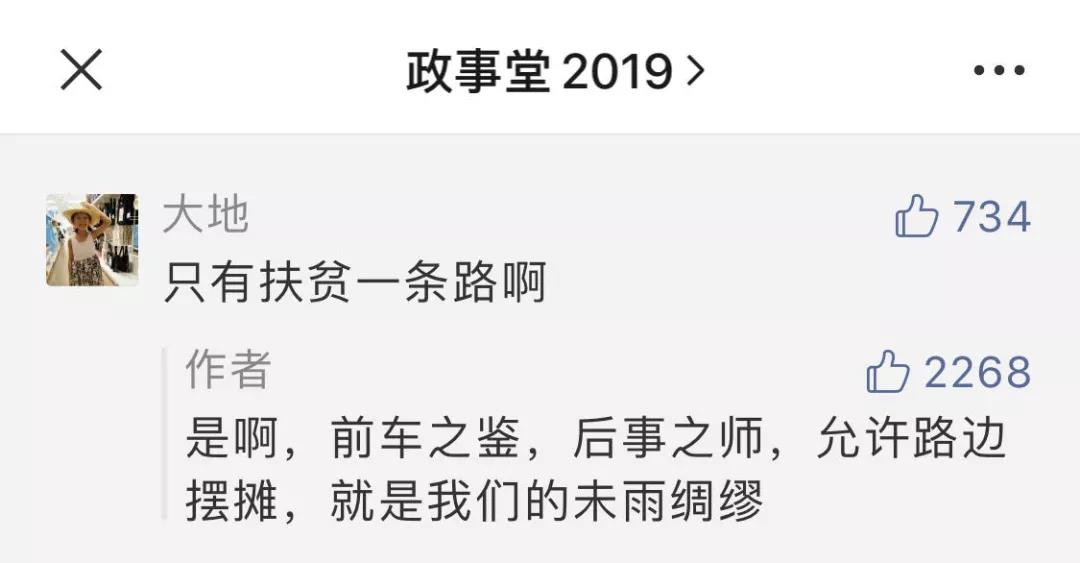 政事堂2019
大地
734
只有扶贫一条路啊
作者
2268
是啊，前车之鉴，后事之师，允许路边
摆摊，就是我们的未雨绸缪